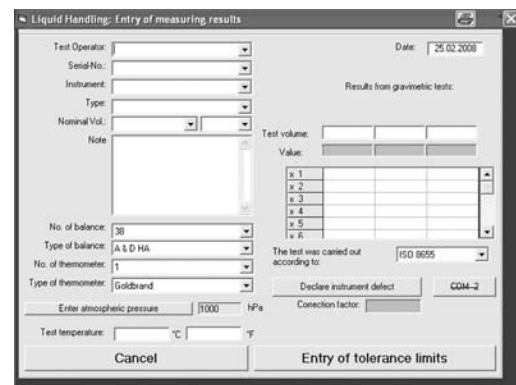 Liquid Handling: Entry of measuring results
Test Operator:
Date: 25.02.2008
Serial-No.:
Instrument:
Results from gravimetric tests:
Type:
Nominal Vol.:
Note
Test volume:
Value:
x 1
x 2
x 3
x 4
x 5
x 6
No. of balance: 38
Type of balance: A & D HA
No. of thermometer: 1
Type of thermometer: Goldbrand
The test was carried out
according to:
ISO 8655
Declare instrument defect
COM-2
Enter atmospheric pressure 1000 hPa
Correction factor:
Test temperature: °C °F
Cancel
Entry of tolerance limits